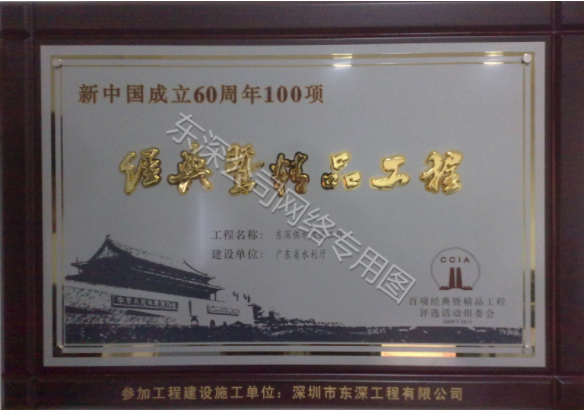 新中国成立60周年100项
经典暨精品工程
工程名称：东深供
建设单位：广东省水利厅
CCIA
百项经典暨精品工程
评选活动组委会
参加工程建设施工单位：深圳市东深工程有限公司
东深公司网络专用图